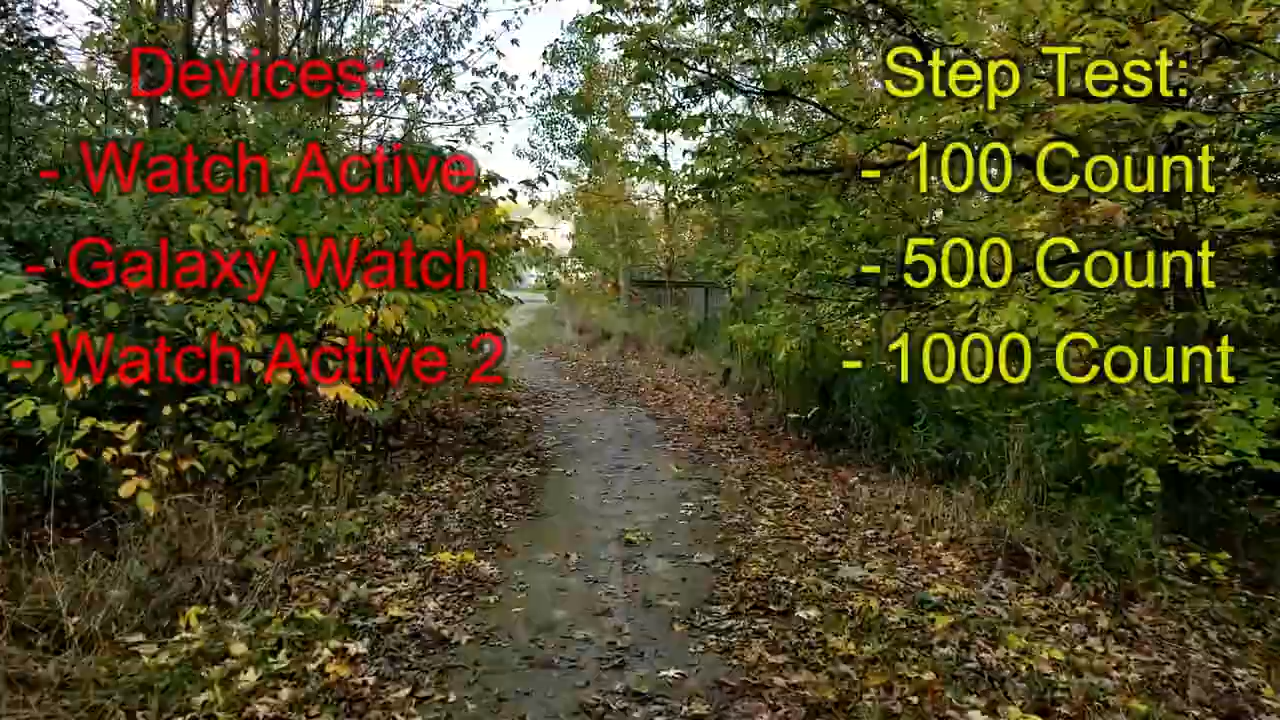 Devices:
- Watch Active
- Galaxy Watch
- Watch Active 2
Step Test:
- 100 Count
- 500 Count
- 1000 Count